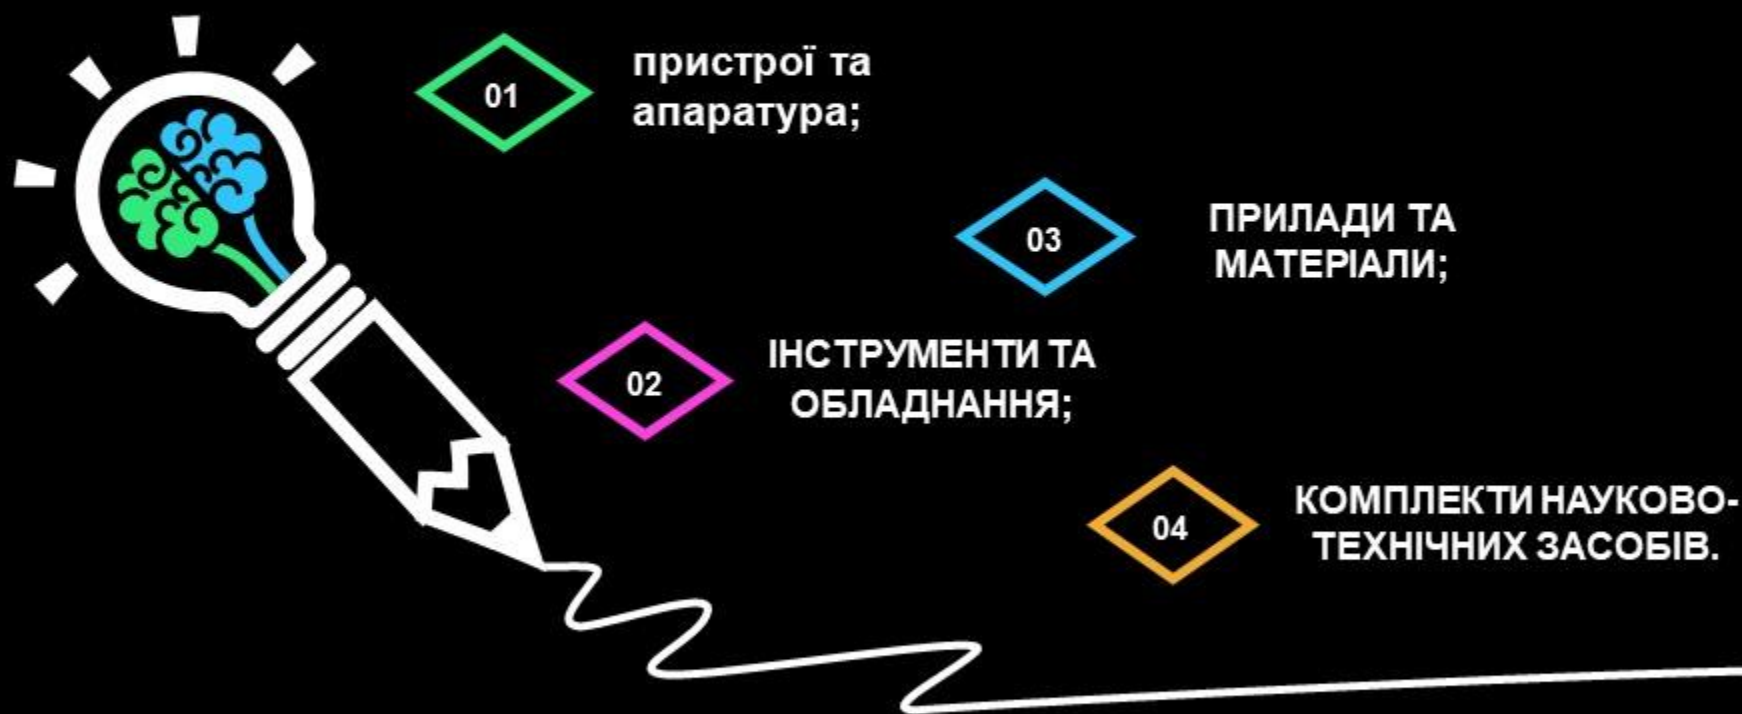 01
пристрої та
апаратура;
03
ПРИЛАДИ ТА
МАТЕРІАЛИ;
02
ІНСТРУМЕНТИ ТА
ОБЛАДНАННЯ;
04
КОМПЛЕКТИ НАУКОВО-
ТЕХНІЧНИХ ЗАСОБІВ.